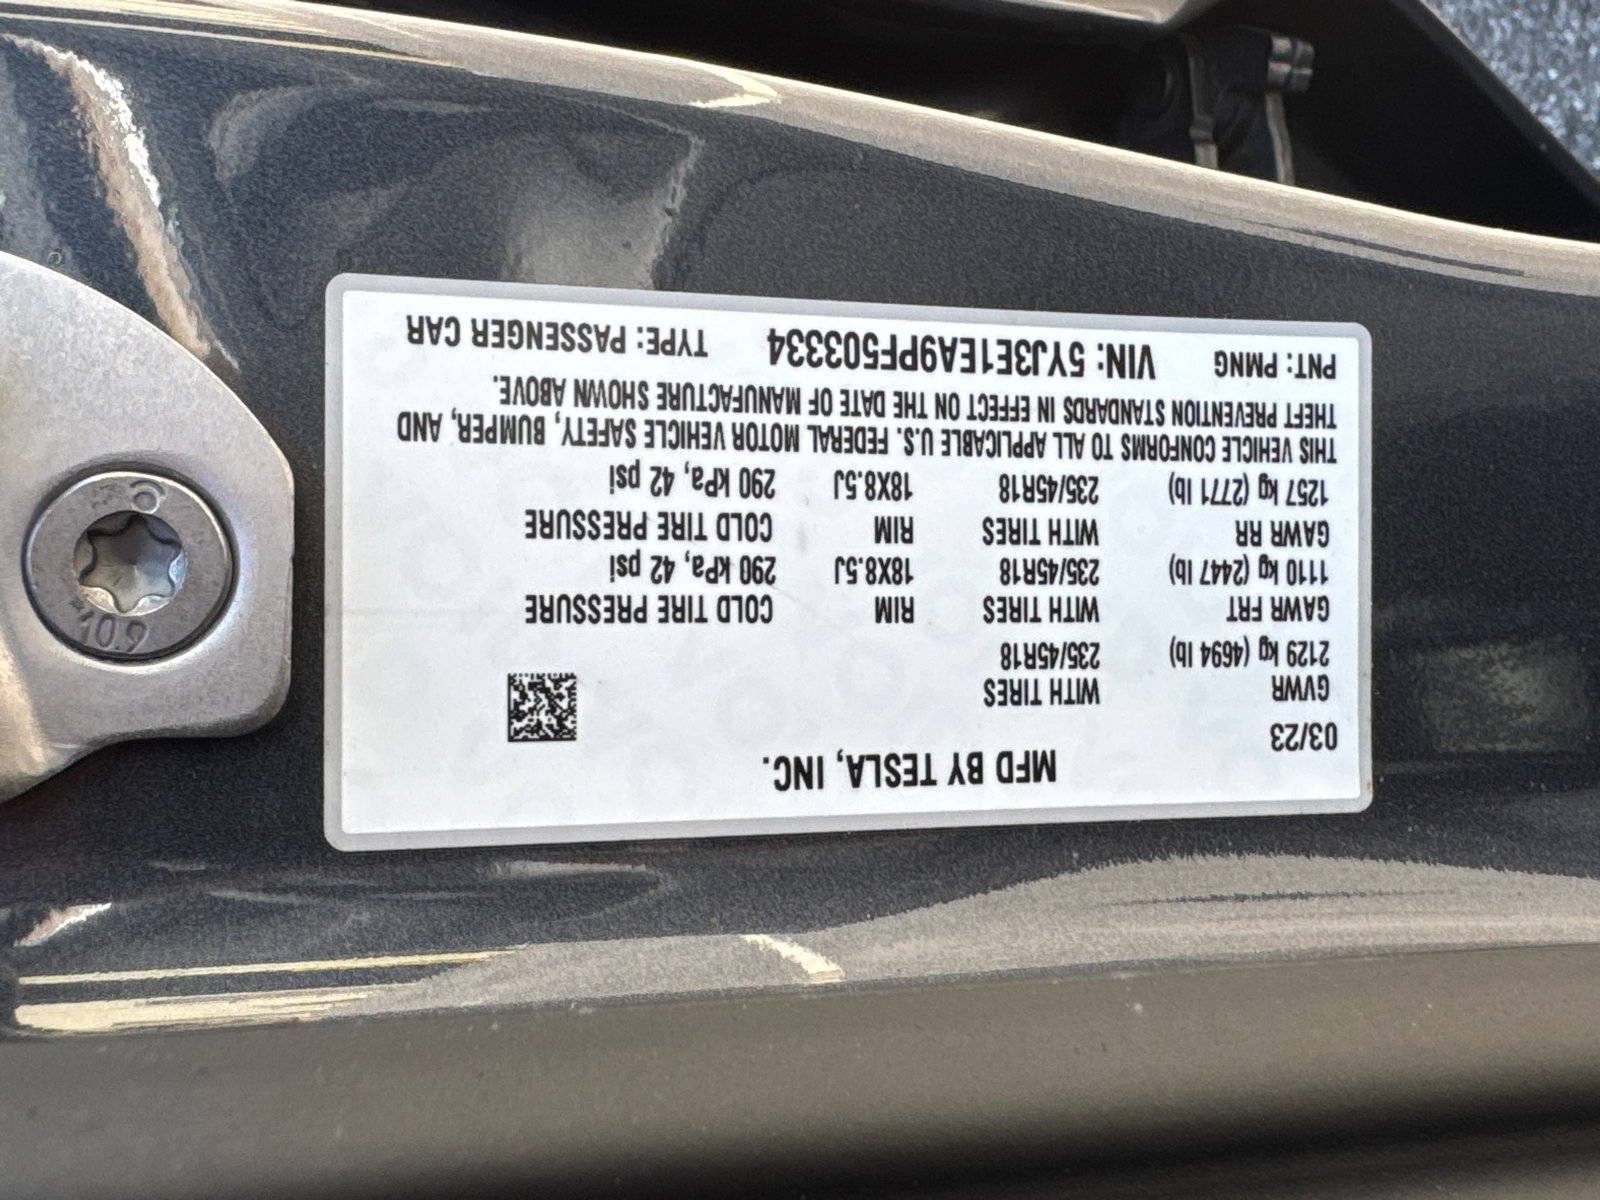 MFD BY TESLA, INC.
03/23
GVWR WITH TIRES
2129 kg (4694 lb) 235/45R18
GAWR FRT WITH TIRES RIM COLD TIRE PRESSURE
1110 kg (2447 lb) 235/45R18 18X8.5J 290 kPa, 42 psi
GAWR RR WITH TIRES RIM COLD TIRE PRESSURE
1257 kg (2771 lb) 235/45R18 18X8.5J 290 kPa, 42 psi
THIS VEHICLE CONFORMS TO ALL APPLICABLE U.S. FEDERAL MOTOR VEHICLE SAFETY, BUMPER, AND
THEFT PREVENTION STANDARDS IN EFFECT ON THE DATE OF MANUFACTURE SHOWN ABOVE.
PNT: PMNG VIN: 5YJ3E1EA9PF503334 TYPE: PASSENGER CAR
10.9